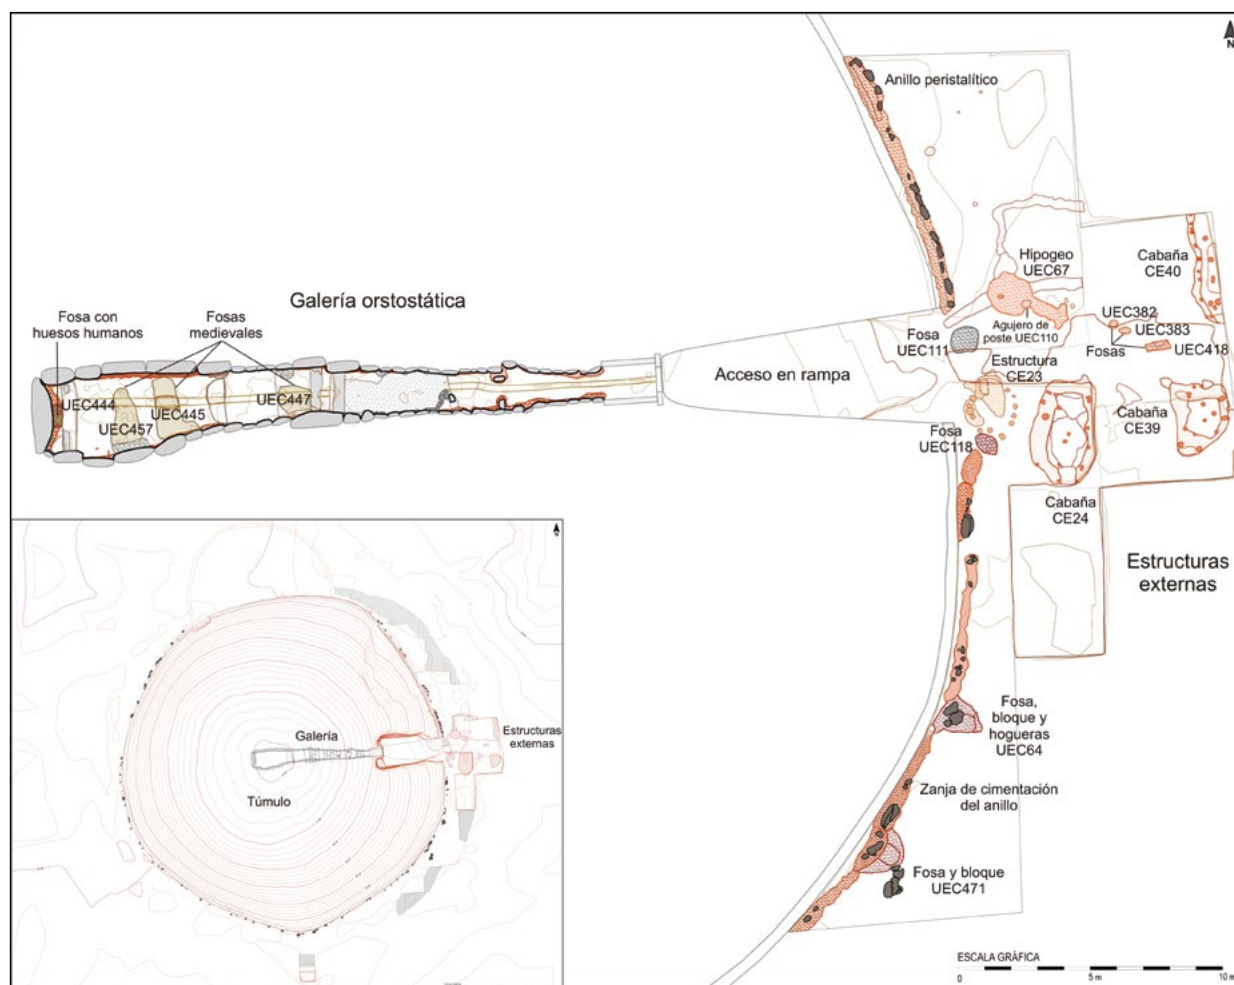 N
Anillo peristalítico
Hipogeo
UEC67
Cabaña
CE40
Galería orstostática
Fosa con
huesos humanos
Fosas
medievales
UEC382
UEC383
Agujero de
poste UEC110
Fosa
UEC111
Fosas
UEC418
Estructura
CE23
Acceso en rampa
UEC444
UEC445
UEC447
UEC457
Cabaña
CE39
Fosa
UEC118
Cabaña
CE24
Estructuras
externas
N
Fosa,
bloque y
hogueras
UEC64
Galería
Estructuras
externas
Túmulo
Zanja de cimentación
del anillo
Fosa y bloque
UEC471
ESCALA GRÀFICA
0 5 m 10 m